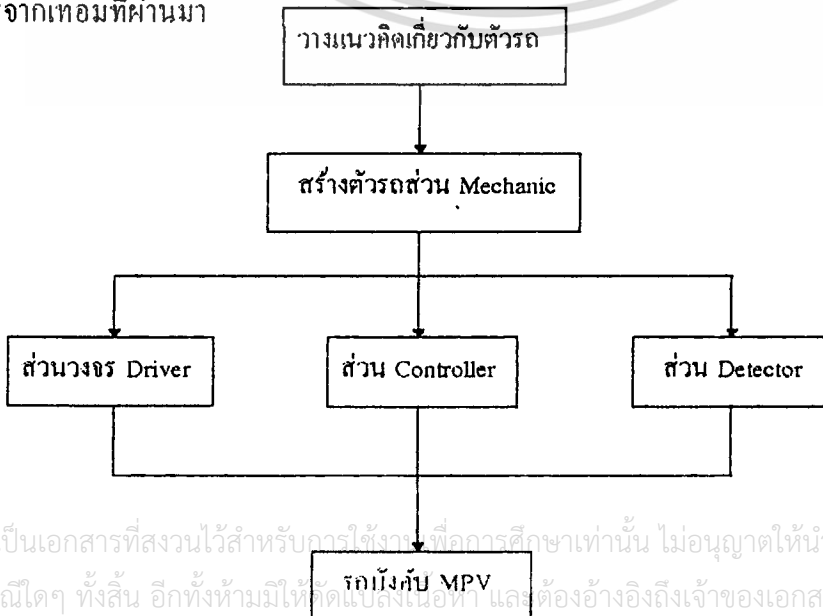 จากเทอมที่ผ่านมา
วางแนวคิดเกี่ยวกับตัวรถ
สร้างตัวรถส่วน Mechanic
ส่วนวงจร Driver
ส่วน Controller
ส่วน Detector
เป็นเอกสารที่สงวนไว้สำหรับการใช้งานเพื่อการศึกษาเท่านั้น ไม่อนุญาตให้นำ
รถบังคับ MPV
ณีใดๆ ทั้งสิ้น อีกทั้งห้ามมิให้ดัดแปลงเนื้อหา และต้องอ้างอิงถึงเจ้าของเอกส